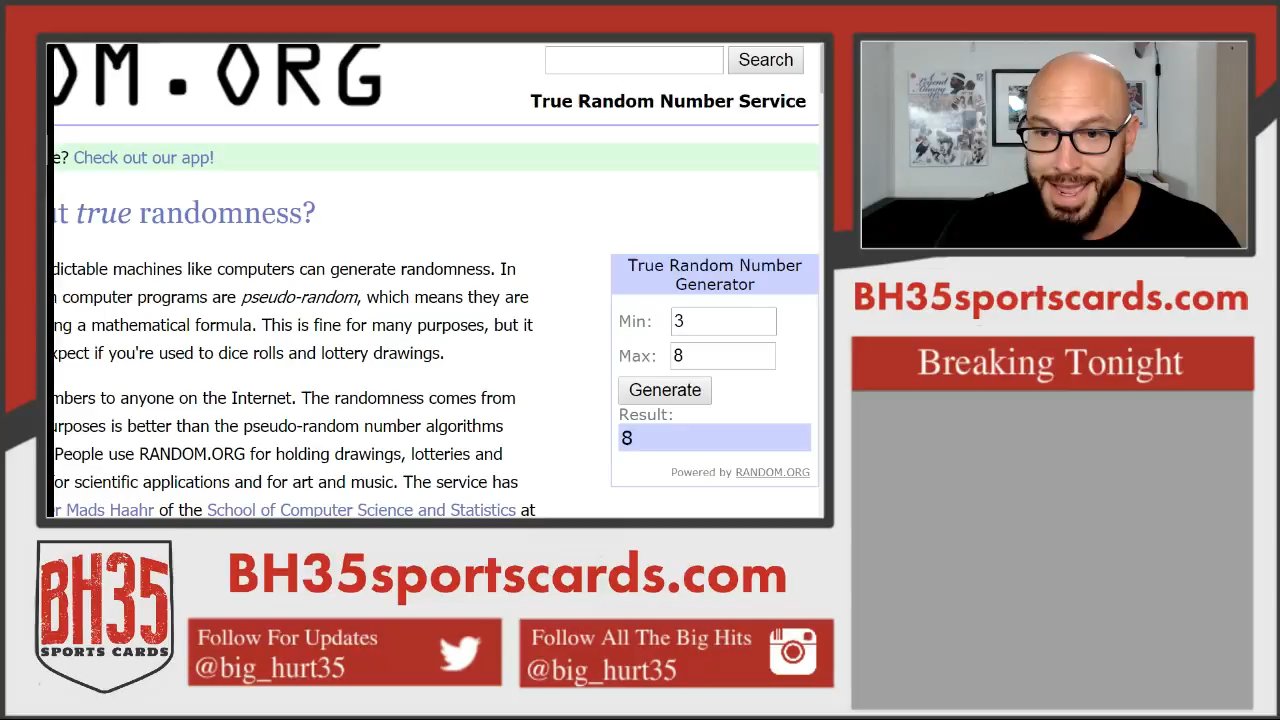 OM.ORG
Search
True Random Number Service
e? Check out our app!
ut true randomness?
dictable machines like computers can generate randomness. In
n computer programs are pseudo-random, which means they are
ng a mathematical formula. This is fine for many purposes, but it
xpect if you're used to dice rolls and lottery drawings.
mbers to anyone on the Internet. The randomness comes from
urposes is better than the pseudo-random number algorithms
People use RANDOM.ORG for holding drawings, lotteries and
for scientific applications and for art and music. The service has
r Mads Haahr of the School of Computer Science and Statistics at
True Random Number
Generator
Min: 3
Max: 8
Generate
Result:
8
Powered by RANDOM.ORG
A Legend
Among
BH35sportscards.com
Breaking Tonight
BH35
SPORTS CARDS
BH35sportscards.com
Follow For Updates
@big_hurt35
Follow All The Big Hits
@big_hurt35